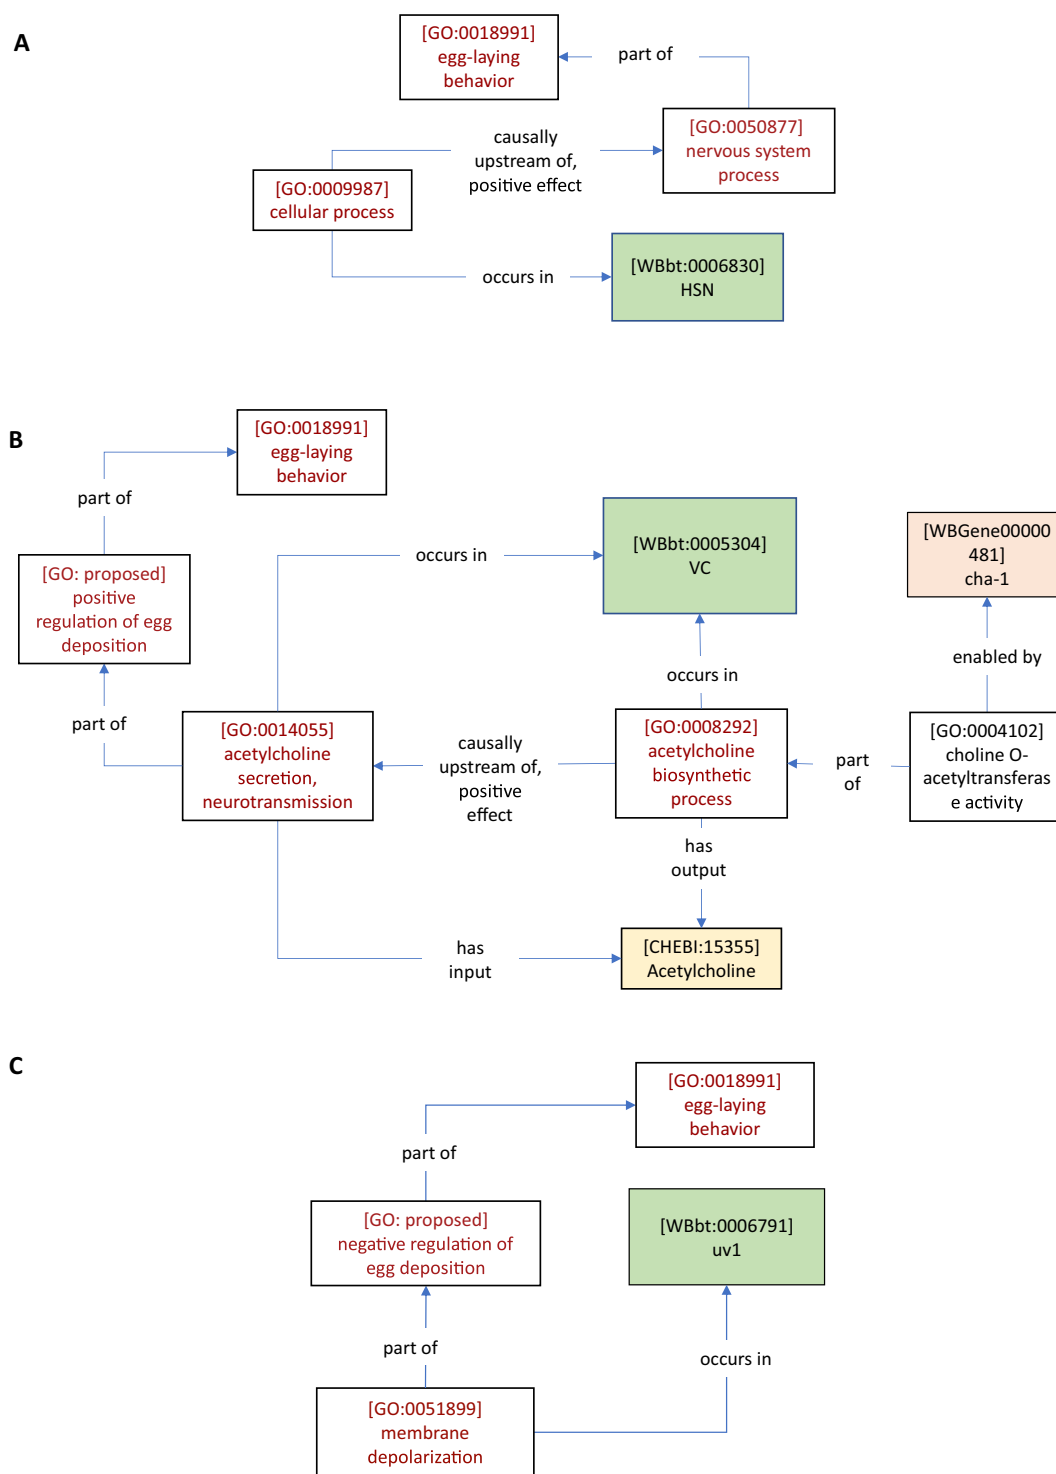 A
[GO:0018991]
egg-laying
behavior
part of
[GO:0050877]
nervous system
process
causally
upstream of,
positive effect
[GO:0009987]
cellular process
occurs in
[WBbt:0006830]
HSN
B
[GO:0018991]
egg-laying
behavior
part of
[GO: proposed]
positive
regulation of egg
deposition
part of
occurs in
[WBbt:0005304]
VC
[WBGene00000
481]
cha-1
enabled by
occurs in
[GO:0014055]
acetylcholine
secretion,
neurotransmission
causally
upstream of,
positive
effect
[GO:0008292]
acetylcholine
biosynthetic
process
part
of
[GO:0004102]
choline O-
acetyltransferas
e activity
has
output
has
input
[CHEBI:15355]
Acetylcholine
C
[GO:0018991]
egg-laying
behavior
part of
[GO: proposed]
negative regulation of
egg deposition
[WBbt:0006791]
uv1
part of
occurs in
[GO:0051899]
membrane
depolarization